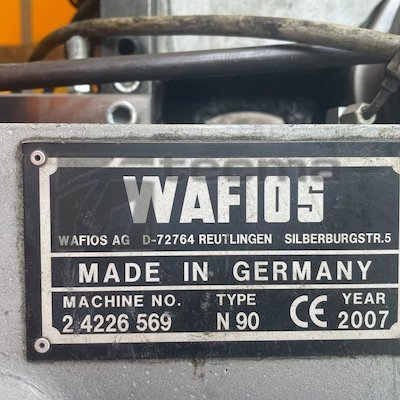 WAFIOS
WAFIOS AG D-72764 REUTLINGEN SILBERBURGSTR.5
MADE IN GERMANY
MACHINE NO. TYPE CE YEAR
2 4226 569 N 90 2007